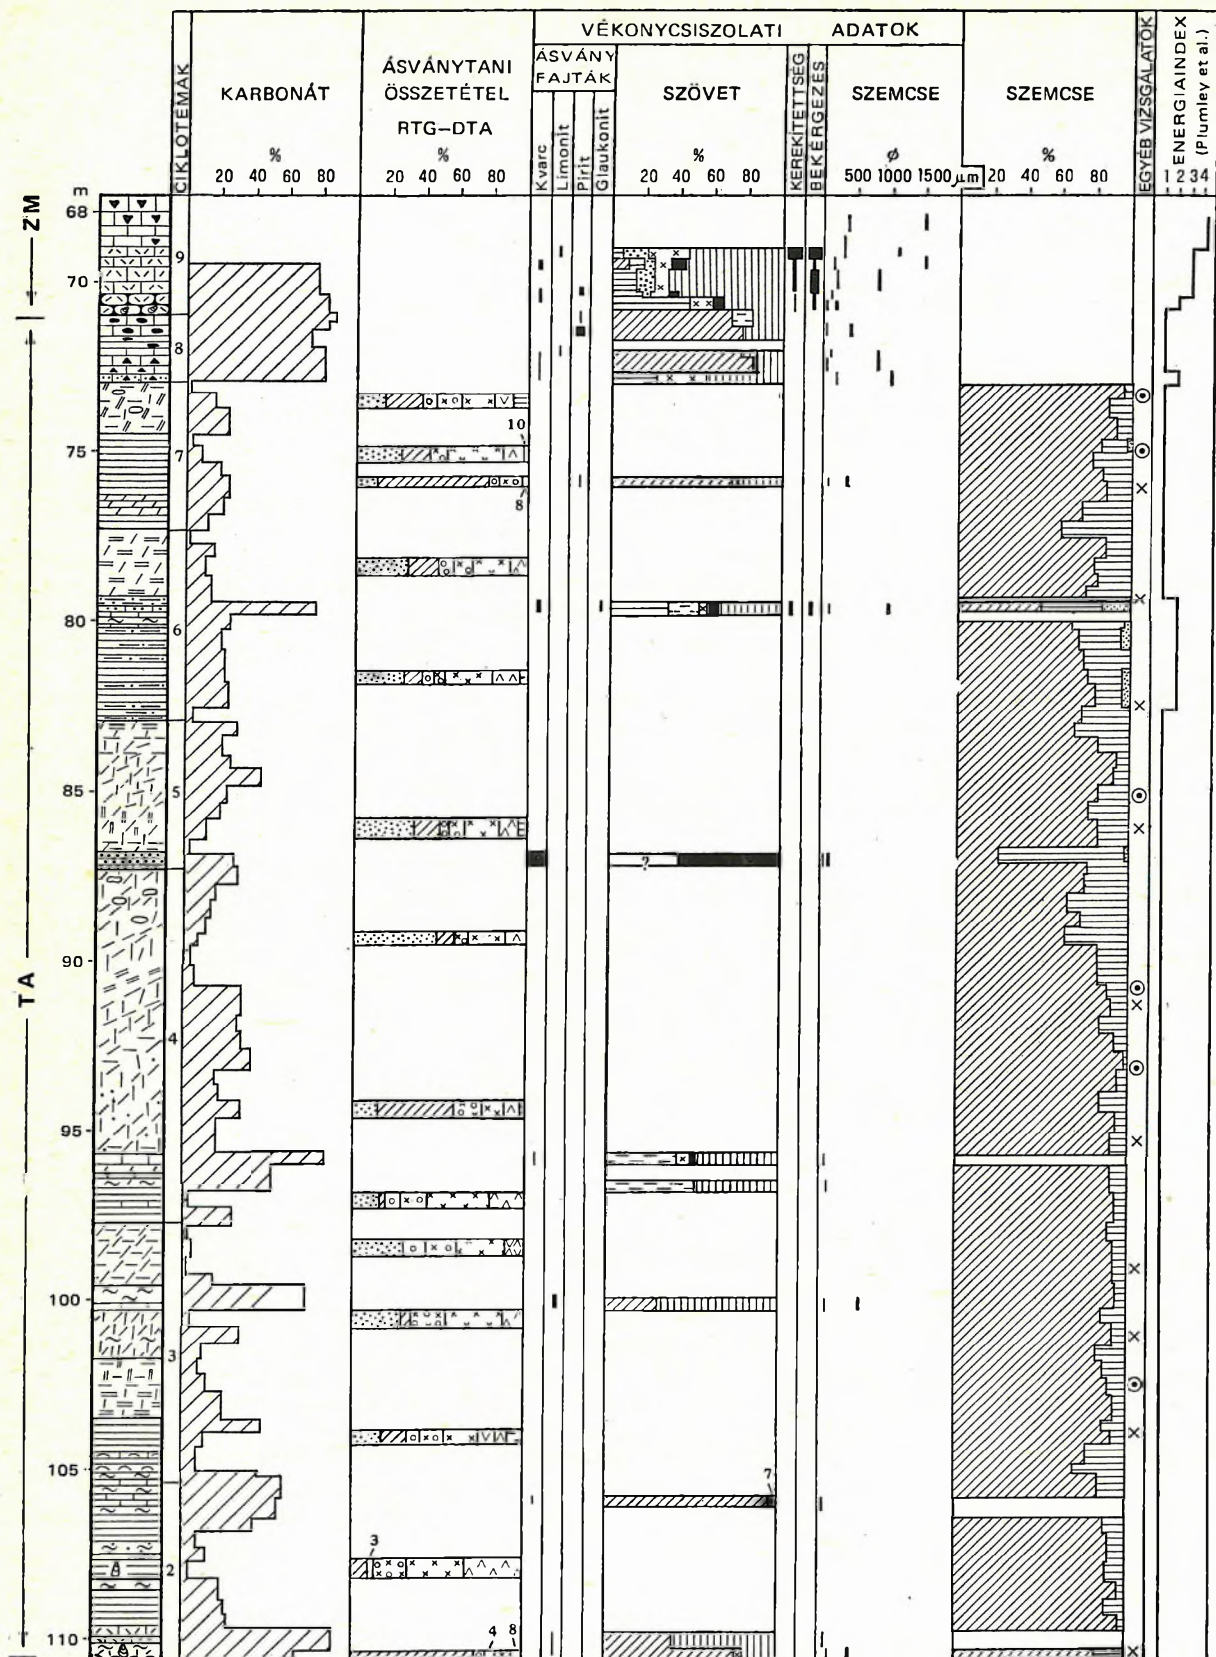 VÉKONYCSISZOLATI ADATOK
CIKLOTÉMÁK
KARBONÁT
%
20 40 60 80
ÁSVÁNYTANI
ÖSSZETÉTEL
RTG–DTA
%
20 40 60 80
ÁSVÁNY
FAJTÁK
Kvarc
Limonit
Pirit
Glaukonit
SZÖVET
%
20 40 60 80
KEREKÍTETTSÉG
BEKÉRGEZÉS
SZEMCSE
ø
500 1000 1500 μm
SZEMCSE
%
20 40 60 80
EGYÉB VIZSGÁLATOK
ENERGIAINDEX
(Plumley et al.)
1 2 3 4
m
68
ZM
9
70
8
10
75
7
8
80
6
85
5
?
90
TA
4
95
100
3
105
7
3
2
4 8
110